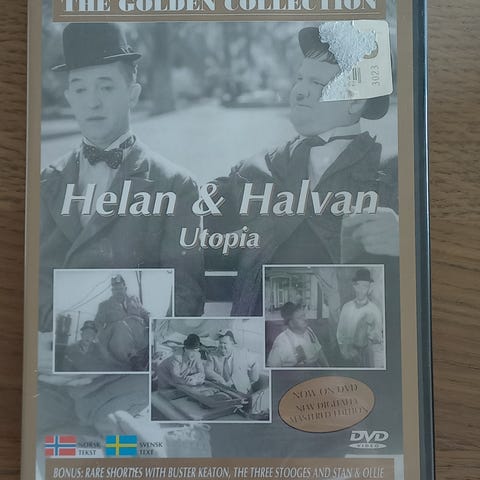 THE GOLDEN COLLECTION
3023
Helan & Halvan
Utopia
NOW ON DVD
NEW DIGITALLY
MASTERED EDITION
NORSK
TEKST
SVENSK
TEXT
DVD
BONUS: RARE SHORTIES WITH BUSTER KEATON, THE THREE STOOGES AND STAN & OLLIE